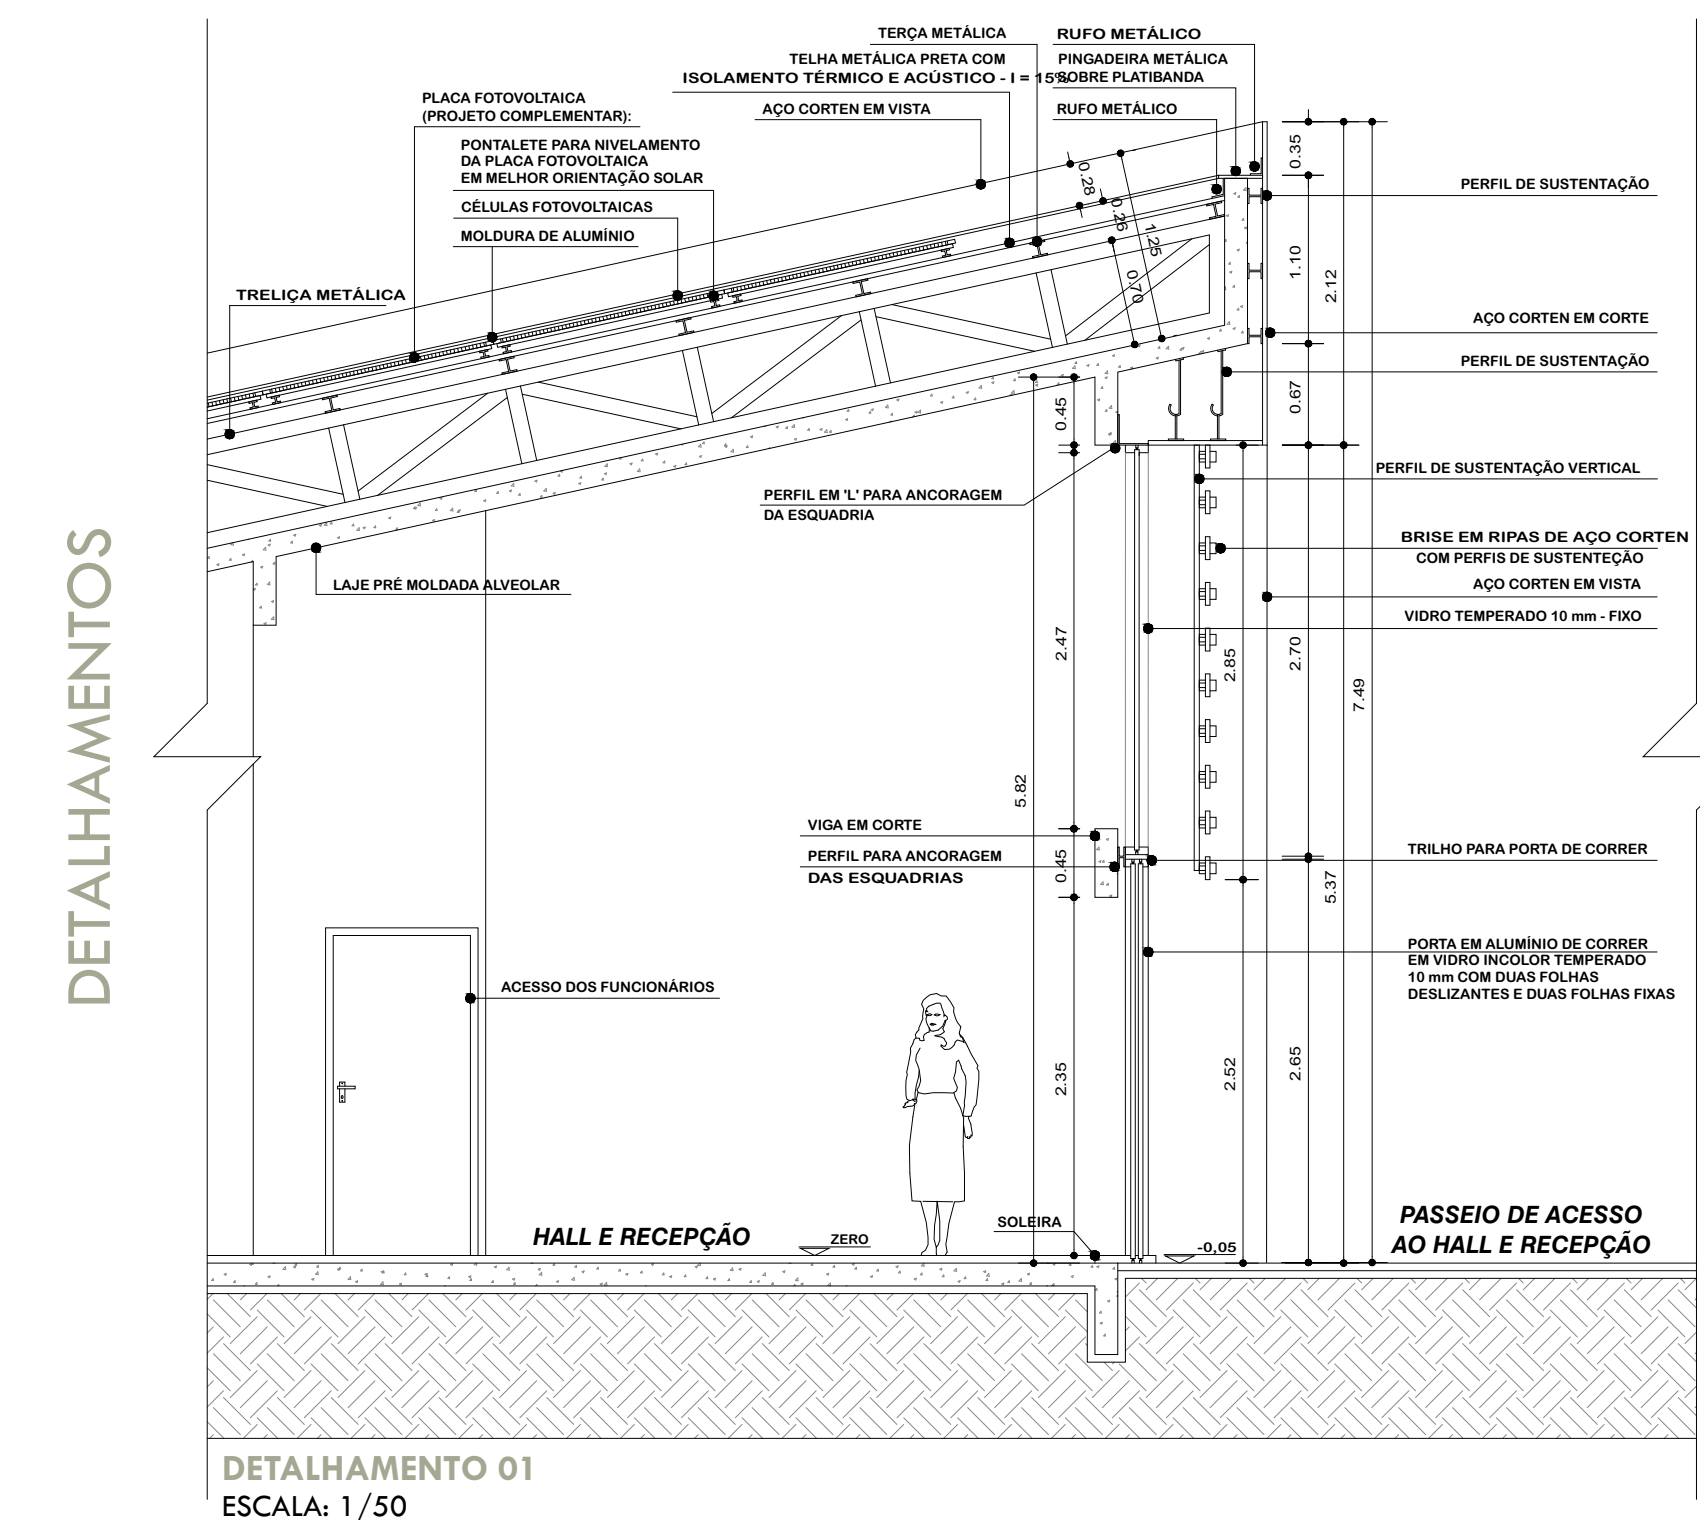 DETALHAMENTOS
TERÇA METÁLICA
TELHA METÁLICA PRETA COM
ISOLAMENTO TÉRMICO E ACÚSTICO - I = 15%
AÇO CORTEN EM VISTA
RUFO METÁLICO
PINGADEIRA METÁLICA
SOBRE PLATIBANDA
RUFO METÁLICO
PLACA FOTOVOLTAICA
(PROJETO COMPLEMENTAR):
PONTALETE PARA NIVELAMENTO
DA PLACA FOTOVOLTAICA
EM MELHOR ORIENTAÇÃO SOLAR
CÉLULAS FOTOVOLTAICAS
MOLDURA DE ALUMÍNIO
TRELIÇA METÁLICA
0.28
0.26
1.25
0.70
0.35
1.10
2.12
0.67
PERFIL DE SUSTENTAÇÃO
AÇO CORTEN EM CORTE
PERFIL DE SUSTENTAÇÃO
0.45
PERFIL DE SUSTENTAÇÃO VERTICAL
PERFIL EM 'L' PARA ANCORAGEM
DA ESQUADRIA
BRISE EM RIPAS DE AÇO CORTEN
COM PERFIS DE SUSTENTEÇÃO
AÇO CORTEN EM VISTA
VIDRO TEMPERADO 10 mm - FIXO
LAJE PRÉ MOLDADA ALVEOLAR
2.47
2.85
2.70
7.49
5.82
VIGA EM CORTE
PERFIL PARA ANCORAGEM
DAS ESQUADRIAS
0.45
TRILHO PARA PORTA DE CORRER
5.37
PORTA EM ALUMÍNIO DE CORRER
EM VIDRO INCOLOR TEMPERADO
10 mm COM DUAS FOLHAS
DESLIZANTES E DUAS FOLHAS FIXAS
ACESSO DOS FUNCIONÁRIOS
2.35
2.52
2.65
HALL E RECEPÇÃO
ZERO
SOLEIRA
-0,05
PASSEIO DE ACESSO
AO HALL E RECEPÇÃO
DETALHAMENTO 01
ESCALA: 1/50